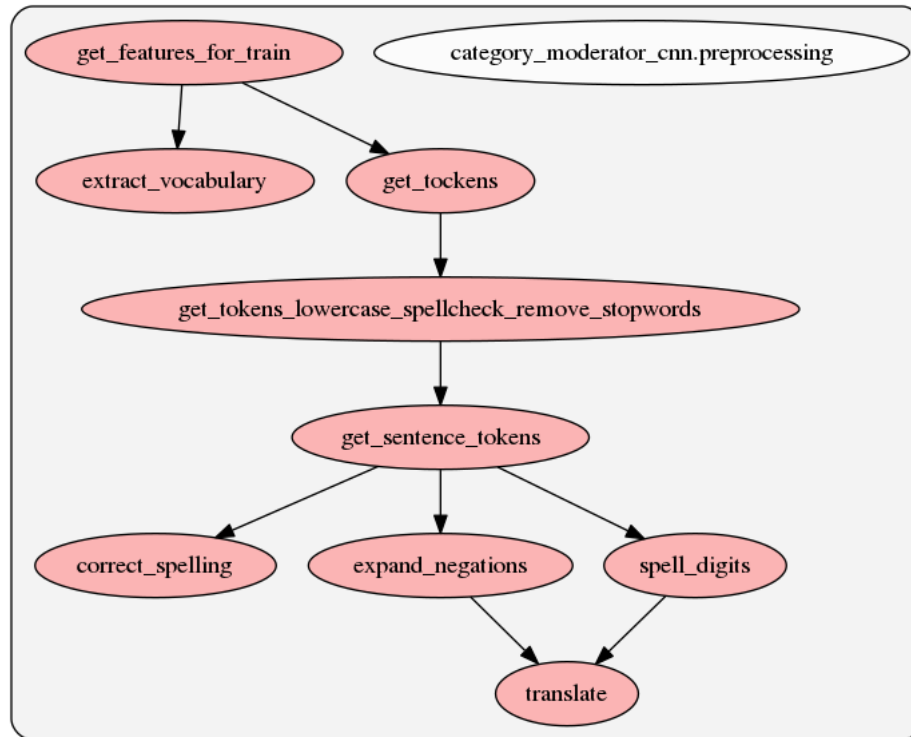 get_features_for_train
category_moderator_cnn.preprocessing
extract_vocabulary
get_tockens
get_tokens_lowercase_spellcheck_remove_stopwords
get_sentence_tokens
correct_spelling
expand_negations
spell_digits
translate